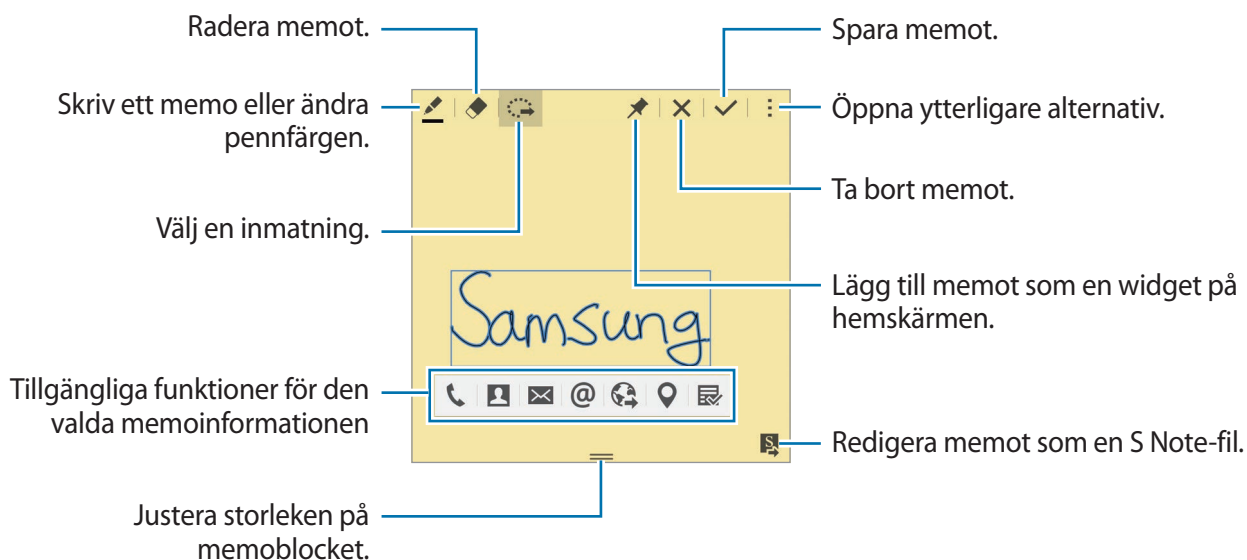 Radera memot.
Spara memot.
Skriv ett memo eller ändra
pennfärgen.
Öppna ytterligare alternativ.
Ta bort memot.
Välj en inmatning.
Lägg till memot som en widget på
hemskärmen.
Samsung
Tillgängliga funktioner för den
valda memoinformationen
@
S
Redigera memot som en S Note-fil.
Justera storleken på
memoblocket.